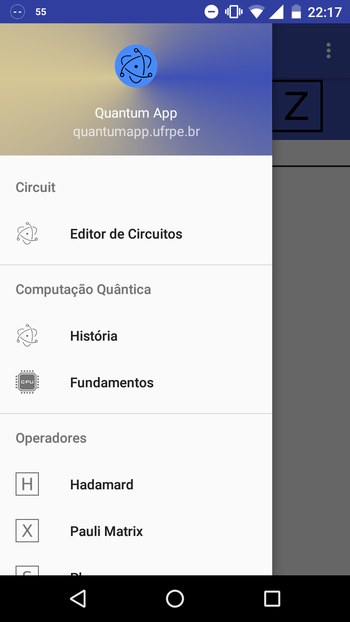 55
22:17
Quantum App
quantumapp.ufrpe.br
Z
Circuit
Editor de Circuitos
Computação Quântica
História
CPU
Fundamentos
Operadores
H
Hadamard
X
Pauli Matrix